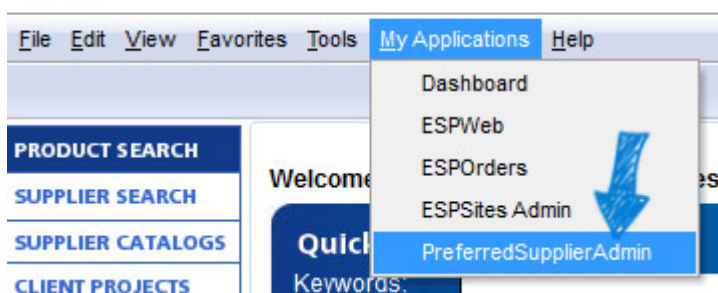 File Edit View Favorites Tools My Applications Help
Dashboard
ESPWeb
ESPOrders
ESPSites Admin
PreferredSupplierAdmin
PRODUCT SEARCH
SUPPLIER SEARCH
SUPPLIER CATALOGS
CLIENT PROJECTS
Welcome
Quick
Keywords: